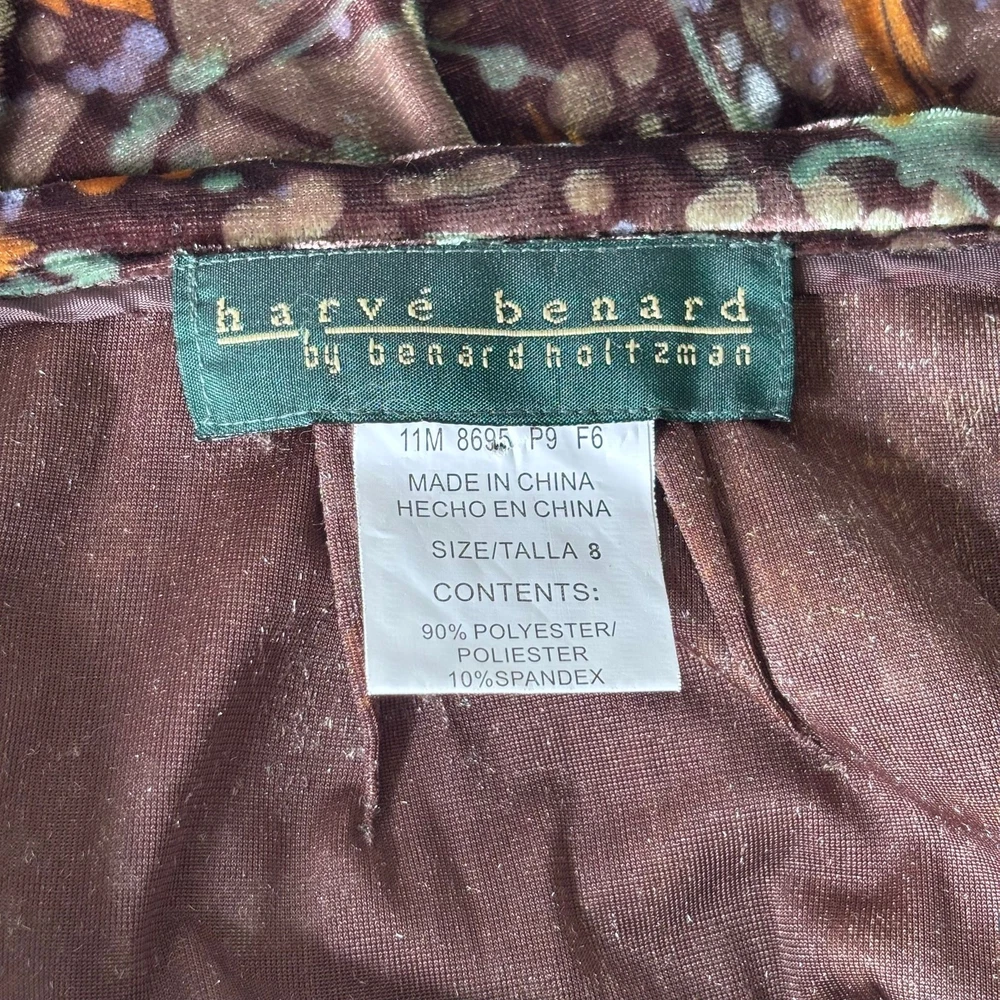 harvé benard
by benard holtzman
11M 8695 P9 F6
MADE IN CHINA
HECHO EN CHINA
SIZE/TALLA 8
CONTENTS:
90% POLYESTER/
POLIESTER
10%SPANDEX